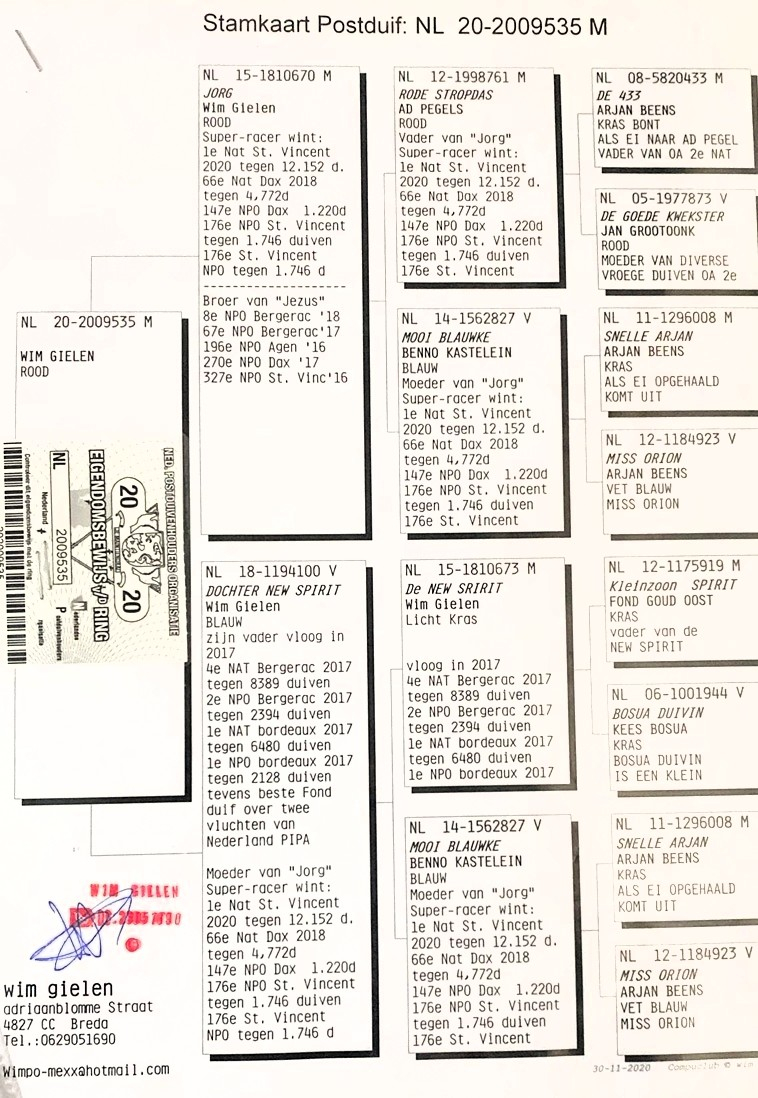 Stamkaart Postduif: NL 20-2009535 M
NL 20-2009535 M
WIM GIELEN
ROOD
NED. POSTDUIVENHOUDERS ORGANISATIE
20
20
EIGENDOMSBEWIJS v/d RING
NL 2009535
Nederland
Nederlandse
Postduivenhouders
Organisatie
Controleer dit eigendomsbewijs met de ring
WIM GIELEN
wim gielen
adriaanblomme Straat
4827 CC Breda
Tel.:0629051690
Wimpo-mexxahotmail.com
NL 15-1810670 M
JORG
Wim Gielen
ROOD
Super-racer wint:
1e Nat St. Vincent
2020 tegen 12.152 d.
66e Nat Dax 2018
tegen 4,772d
147e NPO Dax 1.220d
176e NPO St. Vincent
tegen 1.746 duiven
176e St. Vincent
NPO tegen 1.746 d
-------------------
Broer van "Jezus"
8e NPO Bergerac '18
67e NPO Bergerac'17
196e NPO Agen '16
270e NPO Dax '17
327e NPO St. Vinc'16
NL 18-1194100 V
DOCHTER NEW SPIRIT
Wim Gielen
BLAUW
zijn vader vloog in
2017
4e NAT Bergerac 2017
tegen 8389 duiven
2e NPO Bergerac 2017
tegen 2394 duiven
1e NAT bordeaux 2017
tegen 6480 duiven
1e NPO bordeaux 2017
tegen 2128 duiven
tevens beste Fond
duif over twee
vluchten van
Nederland PIPA
Moeder van "Jorg"
Super-racer wint:
1e Nat St. Vincent
2020 tegen 12.152 d.
66e Nat Dax 2018
tegen 4,772d
147e NPO Dax 1.220d
176e NPO St. Vincent
tegen 1.746 duiven
176e St. Vincent
NPO tegen 1.746 d
NL 12-1998761 M
RODE STROPDAS
AD PEGELS
ROOD
Vader van "Jorg"
Super-racer wint:
1e Nat St. Vincent
2020 tegen 12.152 d.
66e Nat Dax 2018
tegen 4,772d
147e NPO Dax 1.220d
176e NPO St. Vincent
tegen 1.746 duiven
176e St. Vincent
NL 14-1562827 V
MOOI BLAUWKE
BENNO KASTELEIN
BLAUW
Moeder van "Jorg"
Super-racer wint:
1e Nat St. Vincent
2020 tegen 12.152 d.
66e Nat Dax 2018
tegen 4,772d
147e NPO Dax 1.220d
176e NPO St. Vincent
tegen 1.746 duiven
176e St. Vincent
NL 15-1810673 M
De NEW SRIRIT
Wim Gielen
Licht Kras
vloog in 2017
4e NAT Bergerac 2017
tegen 8389 duiven
2e NPO Bergerac 2017
tegen 2394 duiven
1e NAT bordeaux 2017
tegen 6480 duiven
1e NPO bordeaux 2017
NL 14-1562827 V
MOOI BLAUWKE
BENNO KASTELEIN
BLAUW
Moeder van "Jorg"
Super-racer wint:
1e Nat St. Vincent
2020 tegen 12.152 d.
66e Nat Dax 2018
tegen 4,772d
147e NPO Dax 1.220d
176e NPO St. Vincent
tegen 1.746 duiven
176e St. Vincent
NL 08-5820433 M
DE 433
ARJAN BEENS
KRAS BONT
ALS EI NAAR AD PEGEL
VADER VAN OA 2e NAT
NL 05-1977873 V
DE GOEDE KWEKSTER
JAN GROOTOONK
ROOD
MOEDER VAN DIVERSE
VROEGE DUIVEN OA 2e
NL 11-1296008 M
SNELLE ARJAN
ARJAN BEENS
KRAS
ALS EI OPGEHAALD
KOMT UIT
NL 12-1184923 V
MISS ORION
ARJAN BEENS
VET BLAUW
MISS ORION
NL 12-1175919 M
Kleinzoon SPIRIT
FOND GOUD OOST
KRAS
vader van de
NEW SPIRIT
NL 06-1001944 V
BOSUA DUIVIN
KEES BOSUA
KRAS
BOSUA DUIVIN
IS EEN KLEIN
NL 11-1296008 M
SNELLE ARJAN
ARJAN BEENS
KRAS
ALS EI OPGEHAALD
KOMT UIT
NL 12-1184923 V
MISS ORION
ARJAN BEENS
VET BLAUW
MISS ORION
30-11-2020 Compuclub © wim